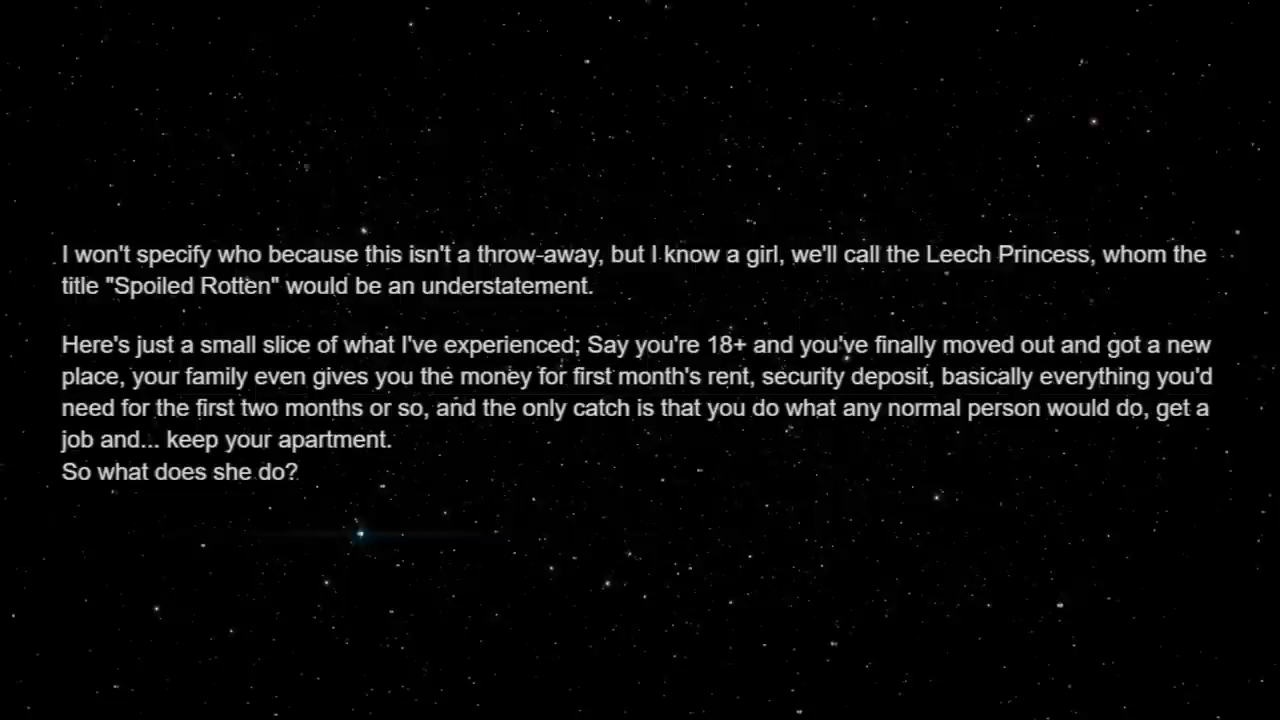 I won't specify who because this isn't a throw-away, but I know a girl, we'll call the Leech Princess, whom the
title "Spoiled Rotten" would be an understatement.
Here's just a small slice of what I've experienced; Say you're 18+ and you've finally moved out and got a new
place, your family even gives you the money for first month's rent, security deposit, basically everything you'd
need for the first two months or so, and the only catch is that you do what any normal person would do, get a
job and... keep your apartment.
So what does she do?